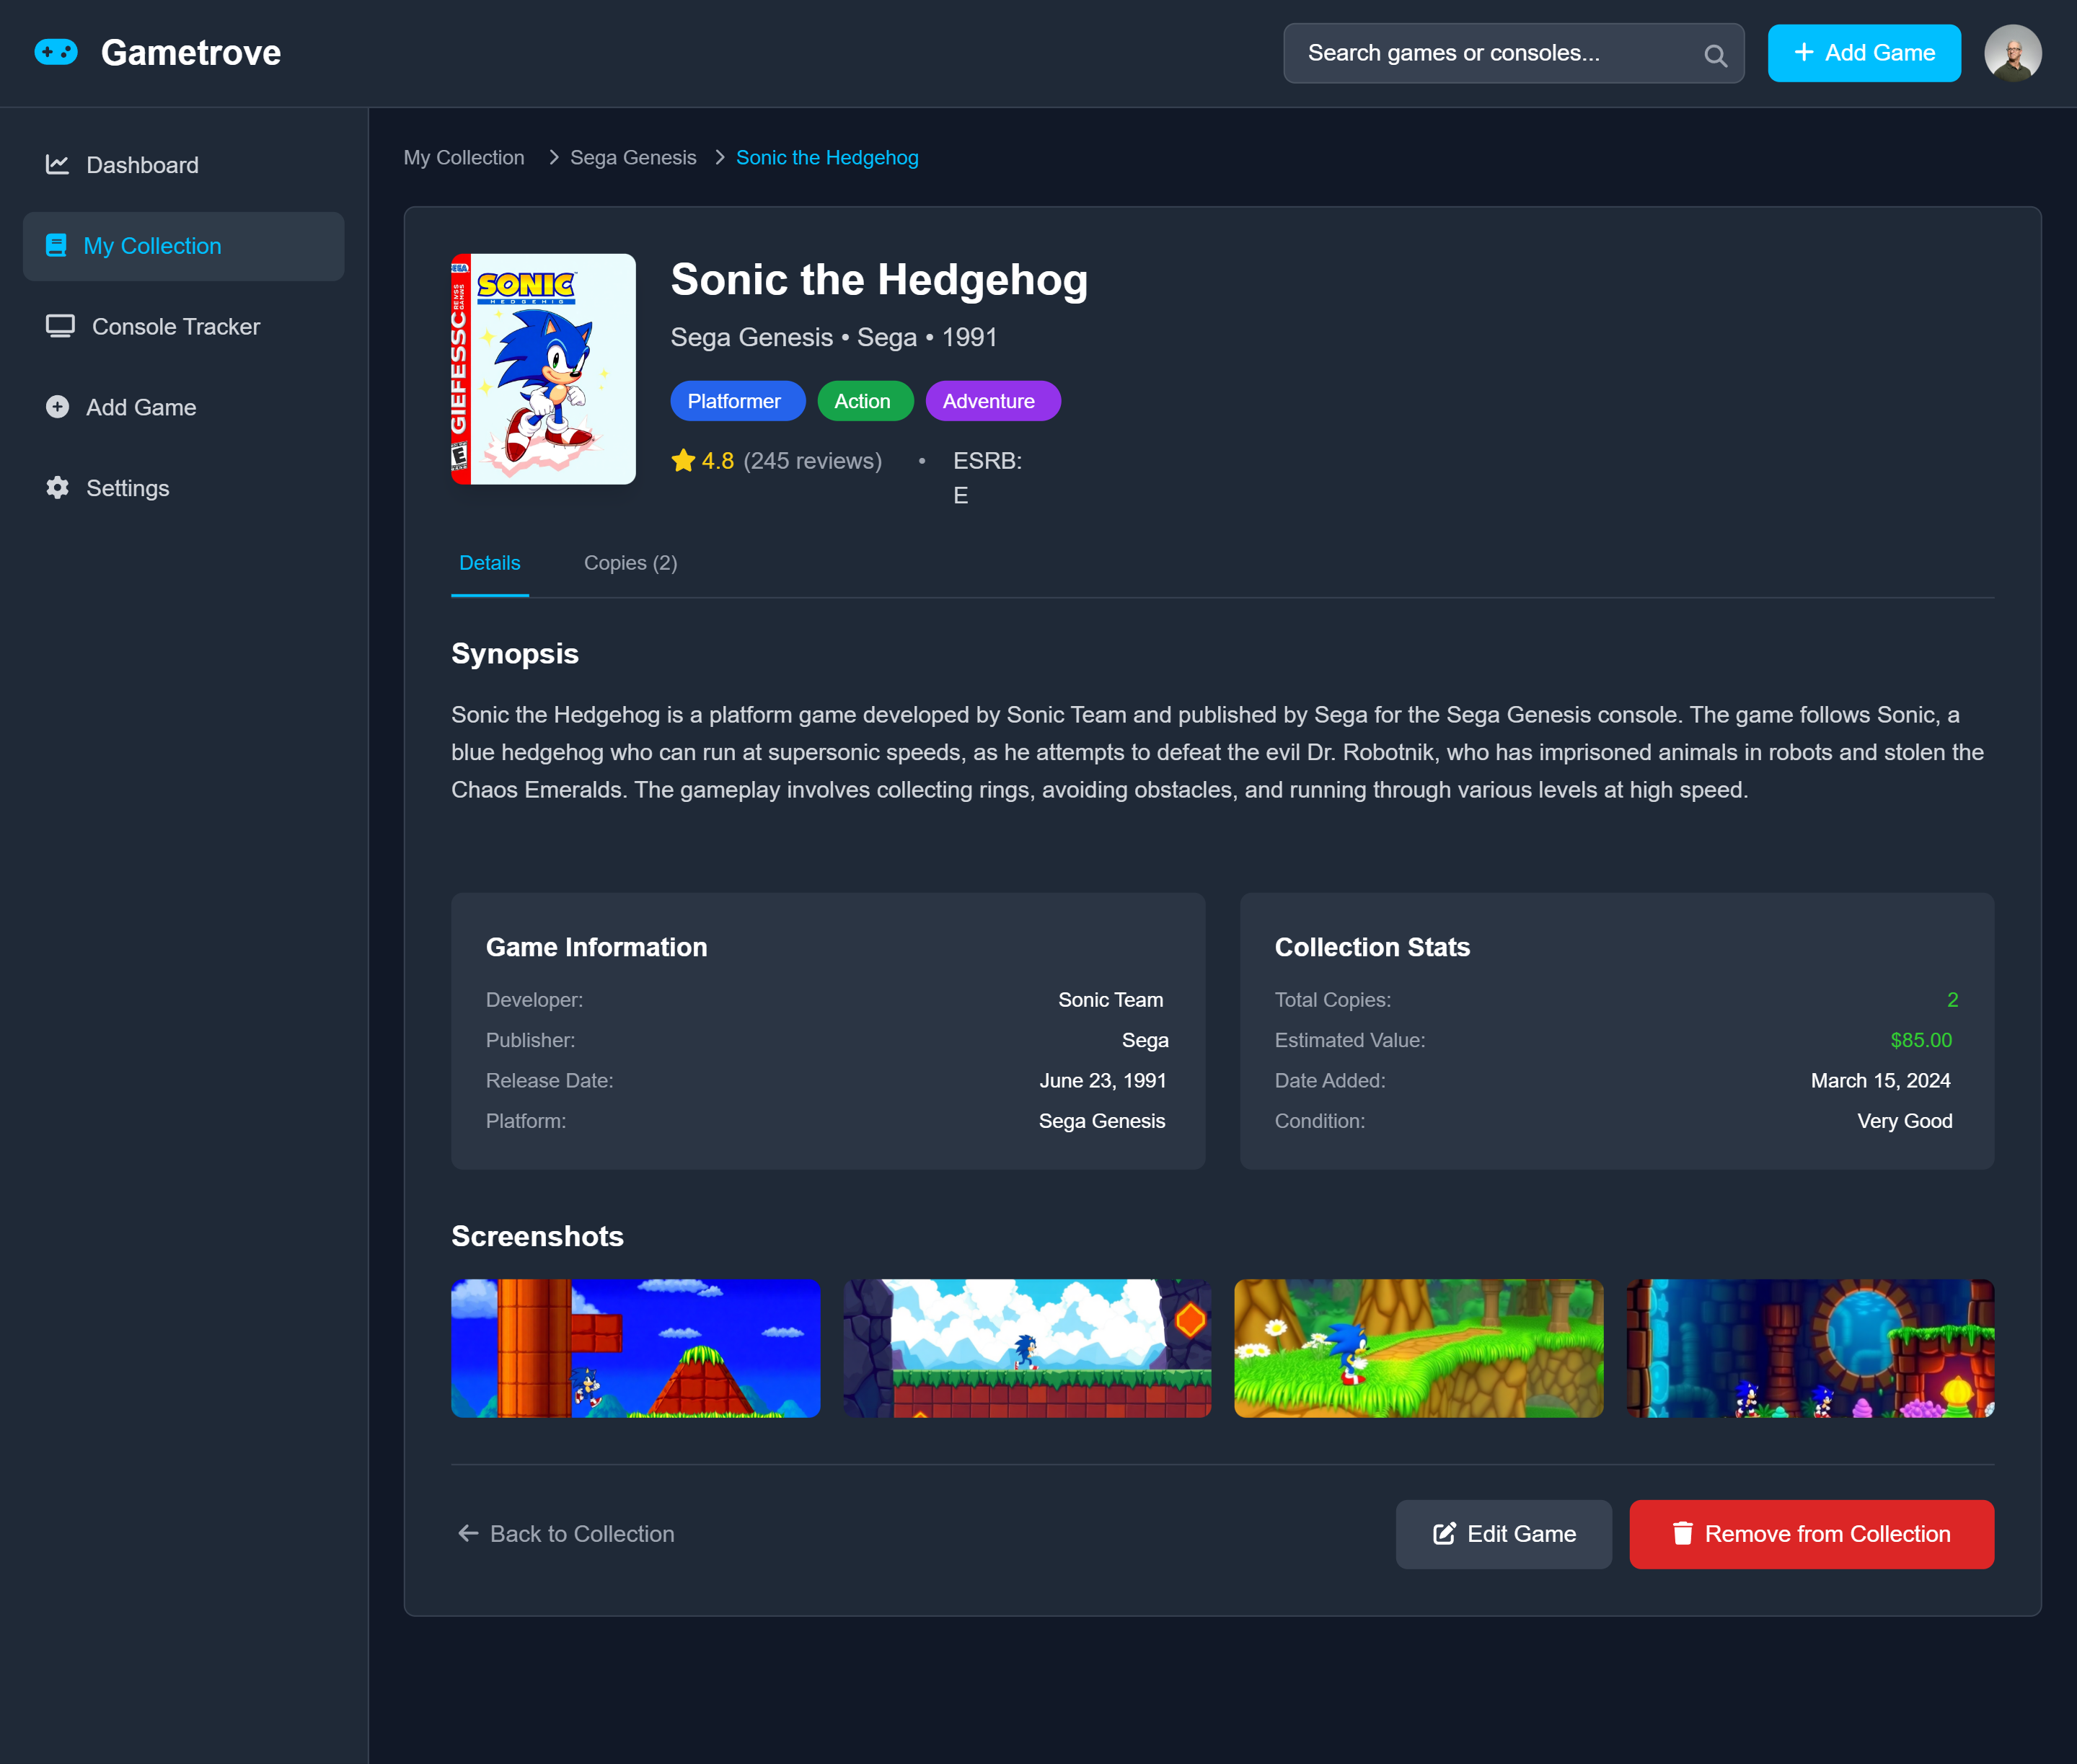 Gametrove
Search games or consoles...
Add Game
Dashboard
My Collection
Console Tracker
Add Game
Settings
My Collection > Sega Genesis > Sonic the Hedgehog
SEGA
GIEFESSC
SONIC
HEDGEHIG
E
Sonic the Hedgehog
Sega Genesis • Sega • 1991
Platformer Action Adventure
4.8 (245 reviews) • ESRB:
E
Details Copies (2)
Synopsis
Sonic the Hedgehog is a platform game developed by Sonic Team and published by Sega for the Sega Genesis console. The game follows Sonic, a
blue hedgehog who can run at supersonic speeds, as he attempts to defeat the evil Dr. Robotnik, who has imprisoned animals in robots and stolen the
Chaos Emeralds. The gameplay involves collecting rings, avoiding obstacles, and running through various levels at high speed.
Game Information
Developer: Sonic Team
Publisher: Sega
Release Date: June 23, 1991
Platform: Sega Genesis
Collection Stats
Total Copies: 2
Estimated Value: $85.00
Date Added: March 15, 2024
Condition: Very Good
Screenshots
Back to Collection
Edit Game
Remove from Collection